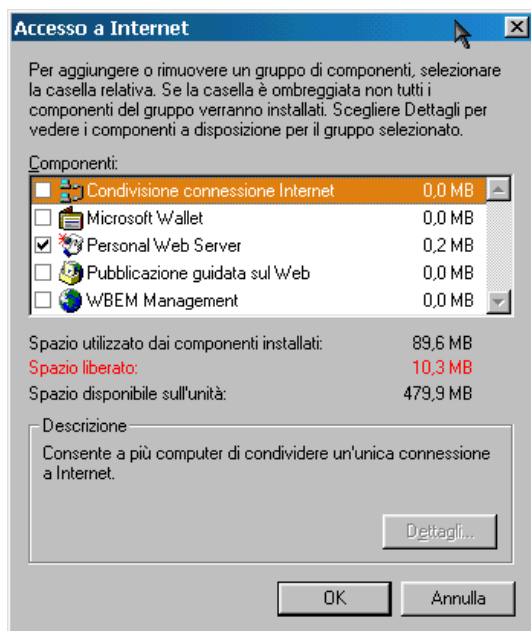 Accesso a Internet
Per aggiungere o rimuovere un gruppo di componenti, selezionare
la casella relativa. Se la casella è ombreggiata non tutti i
componenti del gruppo verranno installati. Scegliere Dettagli per
vedere i componenti a disposizione per il gruppo selezionato.
Componenti:
Condivisione connessione Internet 0,0 MB
Microsoft Wallet 0,0 MB
Personal Web Server 0,2 MB
Pubblicazione guidata sul Web 0,0 MB
WBEM Management 0,0 MB
Spazio utilizzato dai componenti installati: 89,6 MB
Spazio liberato: 10,3 MB
Spazio disponibile sull'unità: 479,9 MB
Descrizione
Consente a più computer di condividere un'unica connessione
a Internet.
Dettagli...
OK Annulla